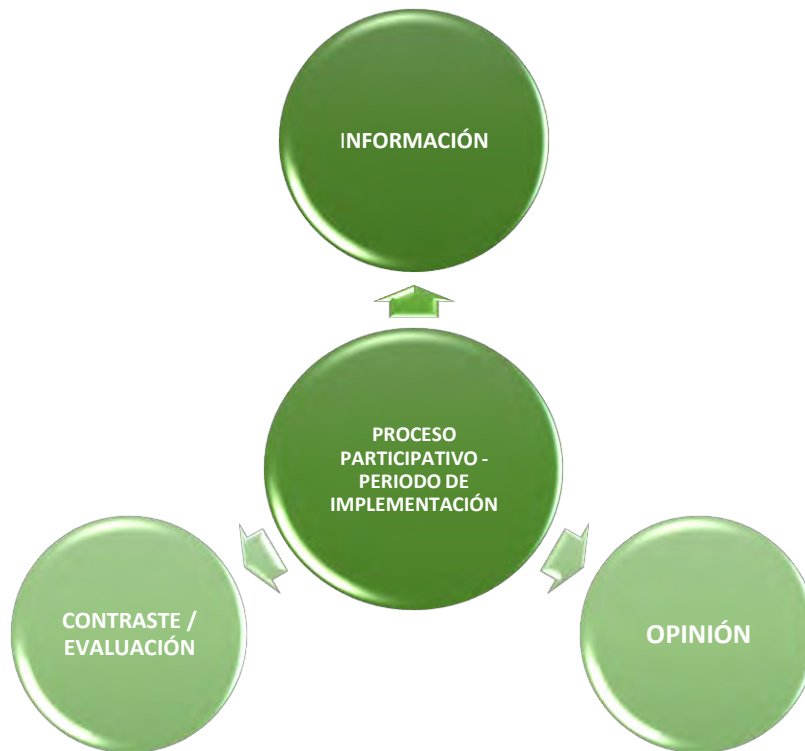 INFORMACIÓN
PROCESO
PARTICIPATIVO -
PERIODO DE
IMPLEMENTACIÓN
CONTRASTE /
EVALUACIÓN
OPINIÓN